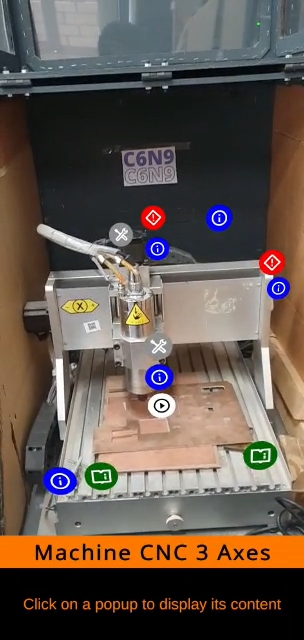 C6N9
C6N9
X
Machine CNC 3 Axes
Click on a popup to display its content